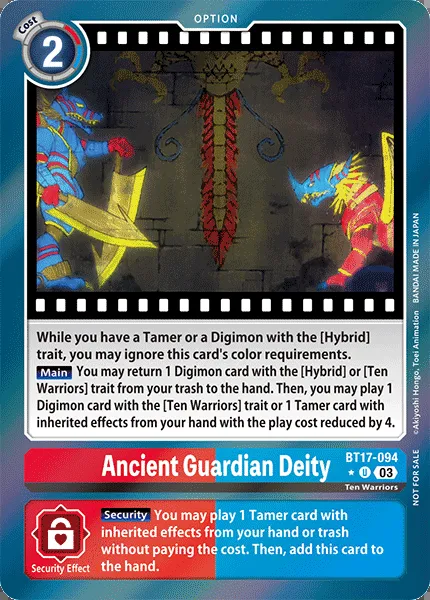 OPTION
Cost
2
While you have a Tamer or a Digimon with the [Hybrid]
trait, you may ignore this card's color requirements.
Main You may return 1 Digimon card with the [Hybrid] or [Ten
Warriors] trait from your trash to the hand. Then, you may play 1
Digimon card with the [Ten Warriors] trait or 1 Tamer card with
inherited effects from your hand with the play cost reduced by 4.
Ancient Guardian Deity
BT17-094
U 03
Ten Warriors
Security You may play 1 Tamer card with
inherited effects from your hand or trash
without paying the cost. Then, add this card to
the hand.
Security Effect
©Akiyoshi Hongo, Toei Animation BANDAI MADE IN JAPAN
NOT FOR SALE